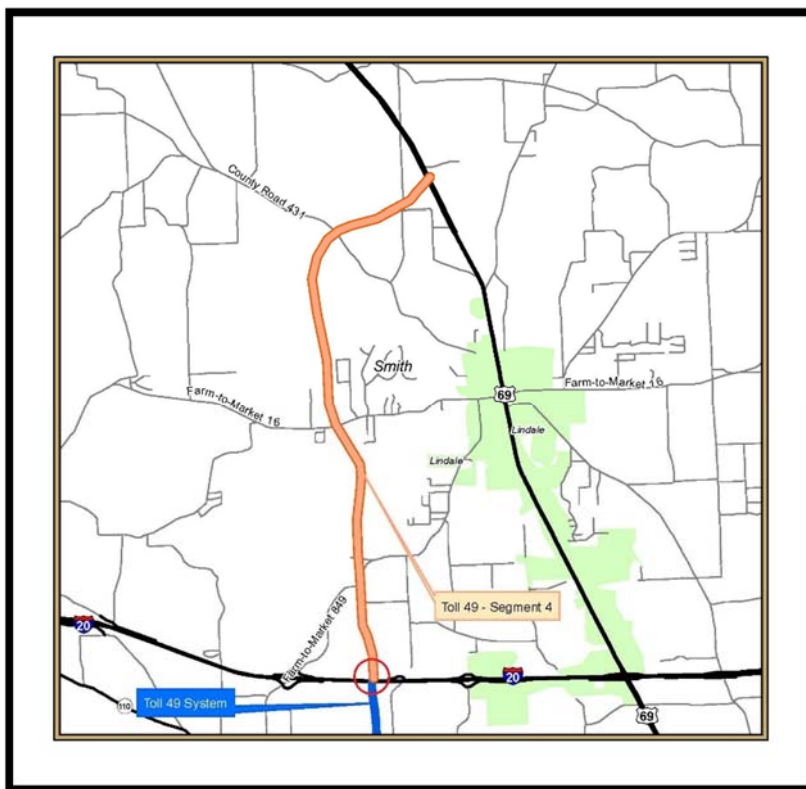 County Road 431
Smith
Farm-to-Market 16
69
Farm-to-Market 16
Lindale
Lindale
Toll 49 - Segment 4
Farm-to-Market 849
20
20
110
Toll 49 System
69